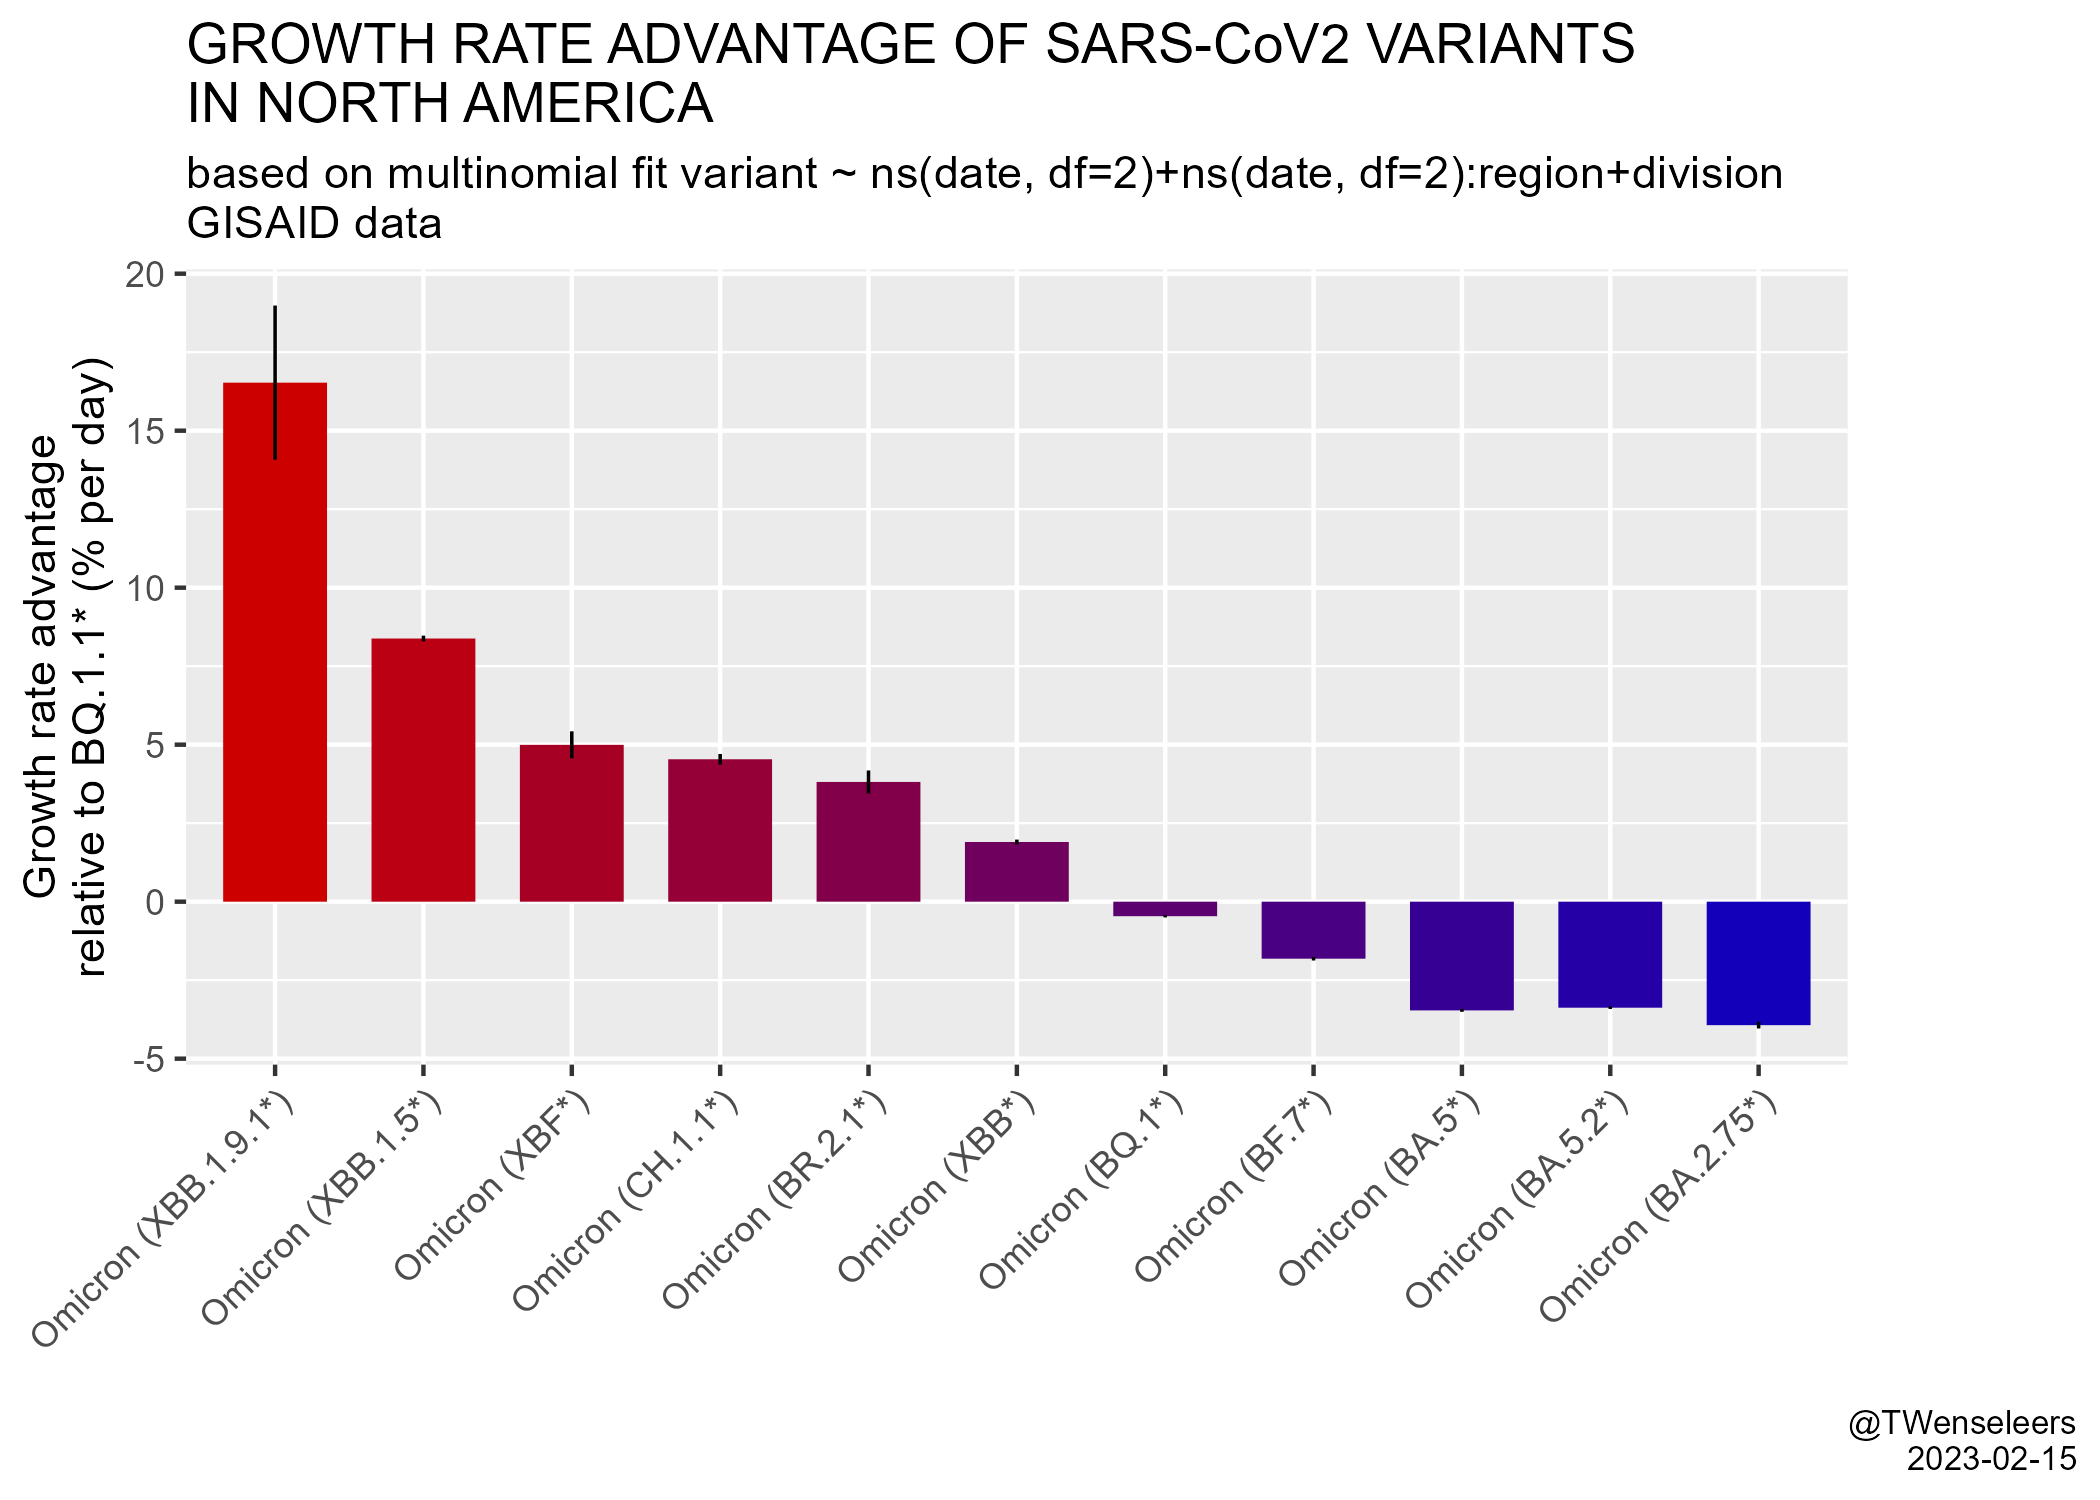 GROWTH RATE ADVANTAGE OF SARS-CoV2 VARIANTS
IN NORTH AMERICA
based on multinomial fit variant ~ ns(date, df=2)+ns(date, df=2):region+division
GISAID data
Growth rate advantage
relative to BQ.1.1* (% per day)
20
15
10
5
0
-5
Omicron (XBB.1.9.1*)
Omicron (XBB.1.5*)
Omicron (XBF*)
Omicron (CH.1.1*)
Omicron (BR.2.1*)
Omicron (XBB*)
Omicron (BQ.1*)
Omicron (BF.7*)
Omicron (BA.5*)
Omicron (BA.5.2*)
Omicron (BA.2.75*)
@TWenseleers
2023-02-15